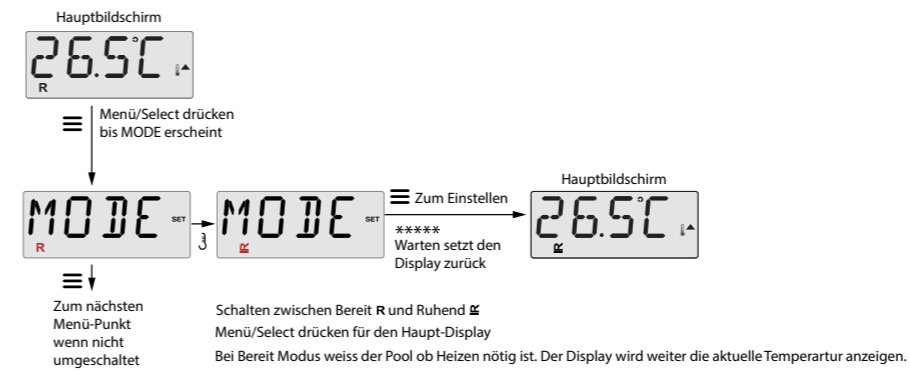 Hauptbildschirm
26.5°C
R
Menü/Select drücken
bis MODE erscheint
Hauptbildschirm
MODE SET
R
MODE SET
R
Zum Einstellen
*****
Warten setzt den
Display zurück
26.5°C
R
Zum nächsten
Menü-Punkt
wenn nicht
umgeschaltet
Schalten zwischen Bereit R und Ruhend R
Menü/Select drücken für den Haupt-Display
Bei Bereit Modus weiss der Pool ob Heizen nötig ist. Der Display wird weiter die aktuelle Temperartur anzeigen.